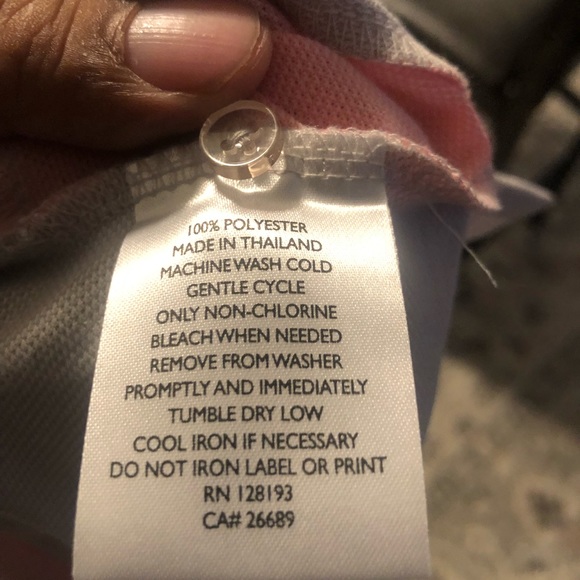 100% POLYESTER
MADE IN THAILAND
MACHINE WASH COLD
GENTLE CYCLE
ONLY NON-CHLORINE
BLEACH WHEN NEEDED
REMOVE FROM WASHER
PROMPTLY AND IMMEDIATELY
TUMBLE DRY LOW
COOL IRON IF NECESSARY
DO NOT IRON LABEL OR PRINT
RN 128193
CA# 26689